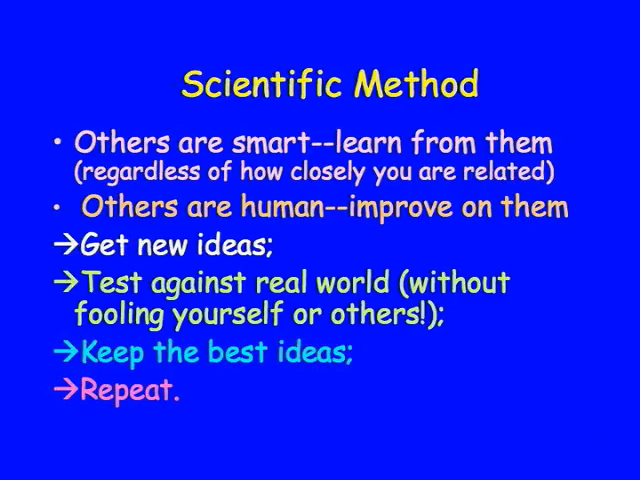 Scientific Method
• Others are smart--learn from them
(regardless of how closely you are related)
• Others are human--improve on them
→Get new ideas;
→Test against real world (without
fooling yourself or others!);
→Keep the best ideas;
→Repeat.